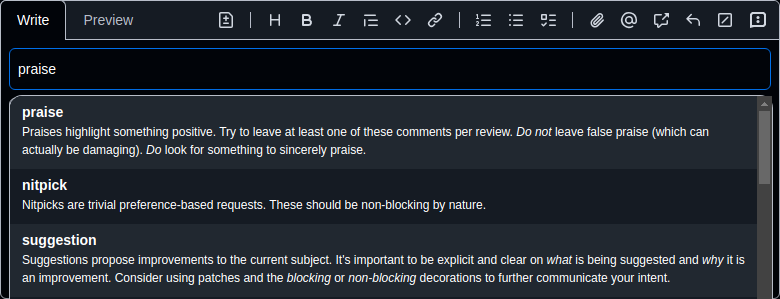 Write Preview
praise
praise
Praises highlight something positive. Try to leave at least one of these comments per review. Do not leave false praise (which can
actually be damaging). Do look for something to sincerely praise.
nitpick
Nitpicks are trivial preference-based requests. These should be non-blocking by nature.
suggestion
Suggestions propose improvements to the current subject. It's important to be explicit and clear on what is being suggested and why it is
an improvement. Consider using patches and the blocking or non-blocking decorations to further communicate your intent.